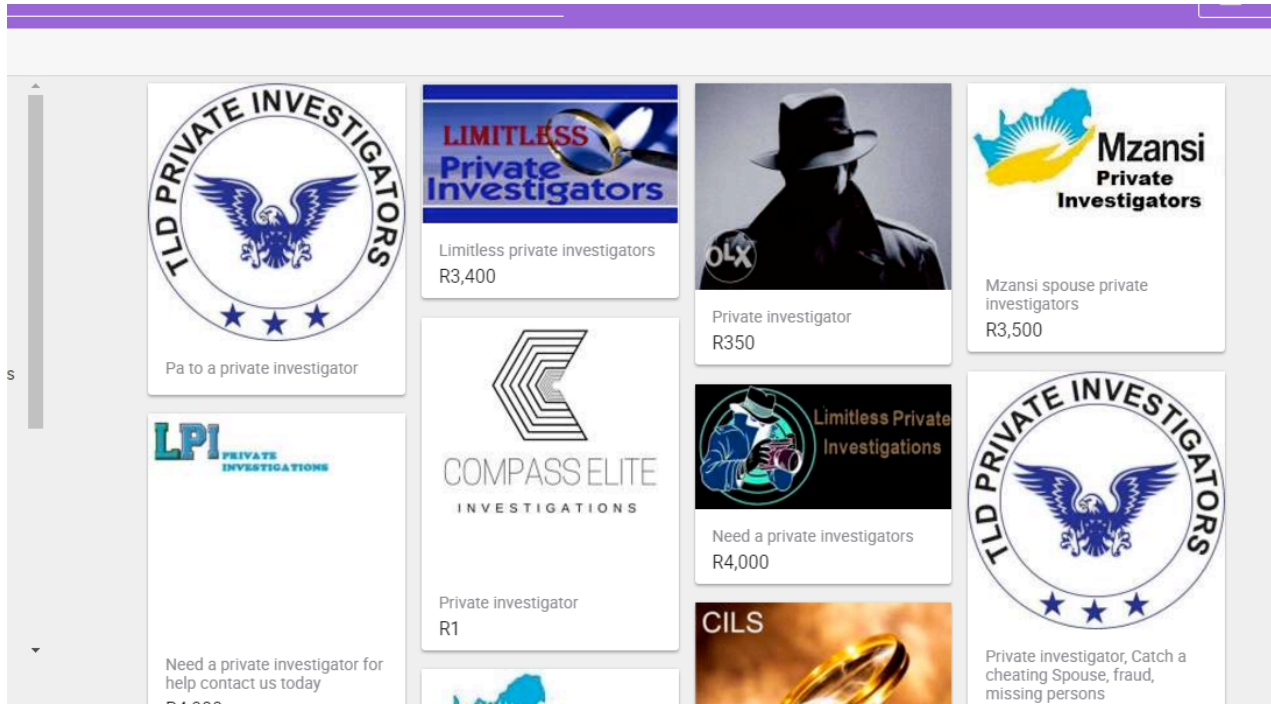 TLD PRIVATE INVESTIGATORS
Pa to a private investigator
LPI PRIVATE
INVESTIGATIONS
Need a private investigator for
help contact us today
LIMITLESS
Private
Investigators
Limitless private investigators
R3,400
COMPASS ELITE
INVESTIGATIONS
Private investigator
R1
OLX
Private investigator
R350
Limitless Private
Investigations
Need a private investigators
R4,000
CILS
Mzansi
Private
Investigators
Mzansi spouse private
investigators
R3,500
TLD PRIVATE INVESTIGATORS
Private investigator, Catch a
cheating Spouse, fraud,
missing persons
s